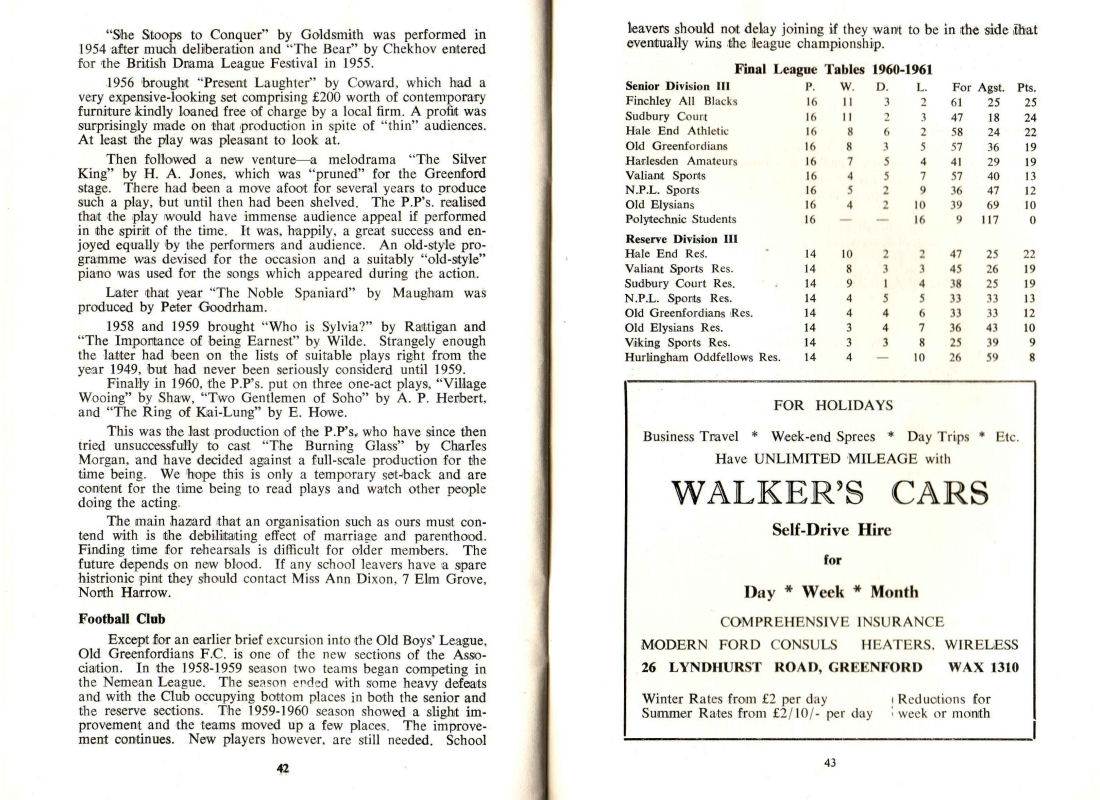 "She Stoops to Conquer" by Goldsmith was performed in
1954 after much deliberation and "The Bear" by Chekhov entered
for the British Drama League Festival in 1955.
1956 brought "Present Laughter" by Coward, which had a
very expensive-looking set comprising £200 worth of contemporary
furniture kindly loaned free of charge by a local firm. A profit was
surprisingly made on that production in spite of "thin" audiences.
At least the play was pleasant to look at.
Then followed a new venture—a melodrama "The Silver
King" by H. A. Jones, which was "pruned" for the Greenford
stage. There had been a move afoot for several years to produce
such a play, but until then had been shelved. The P.P's. realised
that the play would have immense audience appeal if performed
in the spirit of the time. It was, happily, a great success and en-
joyed equally by the performers and audience. An old-style pro-
gramme was devised for the occasion and a suitably "old-style"
piano was used for the songs which appeared during the action.
Later that year "The Noble Spaniard" by Maugham was
produced by Peter Goodrham.
1958 and 1959 brought "Who is Sylvia?" by Rattigan and
"The Importance of being Earnest" by Wilde. Strangely enough
the latter had been on the lists of suitable plays right from the
year 1949, but had never been seriously considerd until 1959.
Finally in 1960, the P.P's. put on three one-act plays, "Village
Wooing" by Shaw, "Two Gentlemen of Soho" by A. P. Herbert,
and "The Ring of Kai-Lung" by E. Howe.
This was the last production of the P.P's, who have since then
tried unsuccessfully to cast "The Burning Glass" by Charles
Morgan, and have decided against a full-scale production for the
time being. We hope this is only a temporary set-back and are
content for the time being to read plays and watch other people
doing the acting.
The main hazard that an organisation such as ours must con-
tend with is the debilitating effect of marriage and parenthood.
Finding time for rehearsals is difficult for older members. The
future depends on new blood. If any school leavers have a spare
histrionic pint they should contact Miss Ann Dixon, 7 Elm Grove,
North Harrow.
Football Club
Except for an earlier brief excursion into the Old Boys' League,
Old Greenfordians F.C. is one of the new sections of the Asso-
ciation. In the 1958-1959 season two teams began competing in
the Nemean League. The season ended with some heavy defeats
and with the Club occupying bottom places in both the senior and
the reserve sections. The 1959-1960 season showed a slight im-
provement and the teams moved up a few places. The improve-
ment continues. New players however, are still needed. School
42
leavers should not delay joining if they want to be in the side that
eventually wins the league championship.
Final League Tables 1960-1961
Senior Division III P. W. D. L. For Agst. Pts.
Finchley All Blacks 16 11 3 2 61 25 25
Sudbury Court 16 11 2 3 47 18 24
Hale End Athletic 16 8 6 2 58 24 22
Old Greenfordians 16 8 3 5 57 36 19
Harlesden Amateurs 16 7 5 4 41 29 19
Valiant Sports 16 4 5 7 57 40 13
N.P.L. Sports 16 5 2 9 36 47 12
Old Elysians 16 4 2 10 39 69 10
Polytechnic Students 16 — — 16 9 117 0
Reserve Division III
Hale End Res. 14 10 2 2 47 25 22
Valiant Sports Res. 14 8 3 3 45 26 19
Sudbury Court Res. 14 9 1 4 38 25 19
N.P.L. Sports Res. 14 4 5 5 33 33 13
Old Greenfordians Res. 14 4 4 6 33 33 12
Old Elysians Res. 14 3 4 7 36 43 10
Viking Sports Res. 14 3 3 8 25 39 9
Hurlingham Oddfellows Res. 14 4 — 10 26 59 8
FOR HOLIDAYS
Business Travel * Week-end Sprees * Day Trips * Etc.
Have UNLIMITED MILEAGE with
WALKER'S CARS
Self-Drive Hire
for
Day * Week * Month
COMPREHENSIVE INSURANCE
MODERN FORD CONSULS HEATERS, WIRELESS
26 LYNDHURST ROAD, GREENFORD WAX 1310
Winter Rates from £2 per day Reductions for
Summer Rates from £2/10/- per day week or month
43